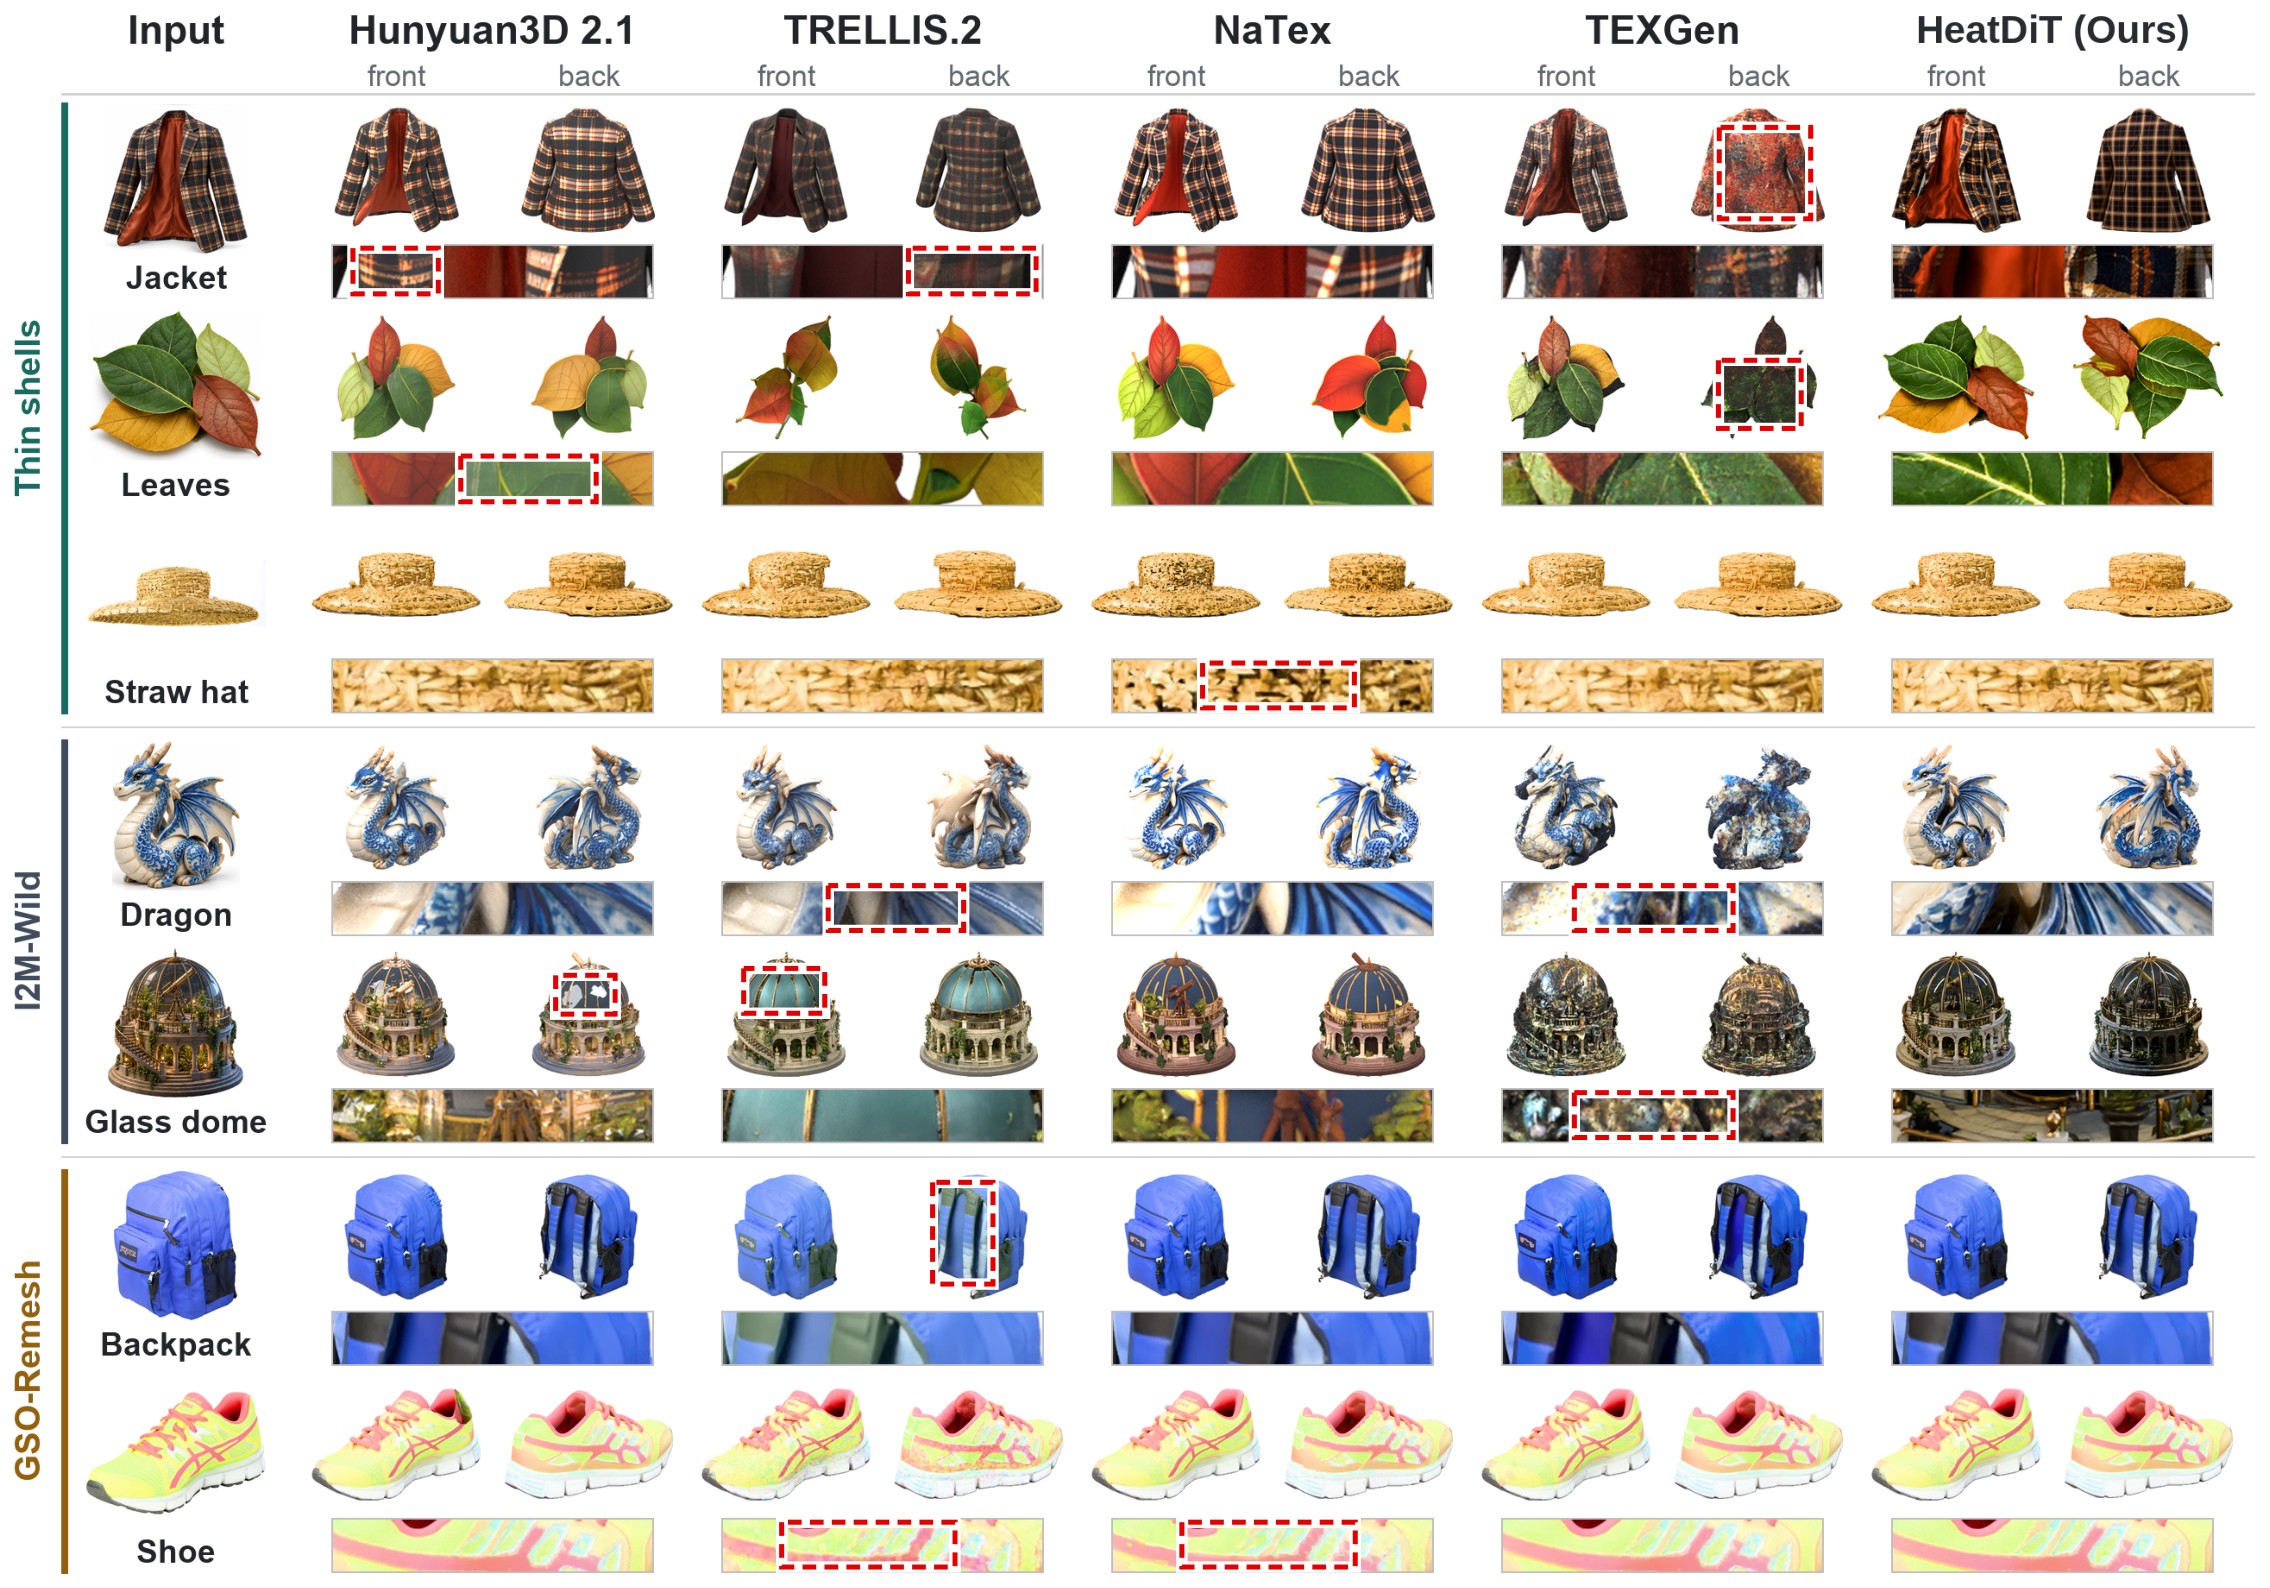 Input Hunyuan3D 2.1 TRELLIS.2 NaTex TEXGen HeatDiT (Ours)
front back front back front back front back front back
Thin shells
Jacket
Leaves
Straw hat
I2M-Wild
Dragon
Glass dome
GSO-Remesh
Backpack
Shoe